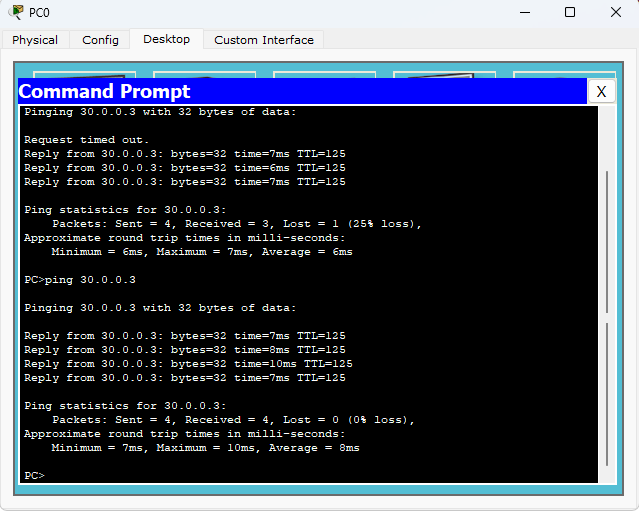 PC0
Physical Config Desktop Custom Interface
Command Prompt X
Pinging 30.0.0.3 with 32 bytes of data:
Request timed out.
Reply from 30.0.0.3: bytes=32 time=7ms TTL=125
Reply from 30.0.0.3: bytes=32 time=6ms TTL=125
Reply from 30.0.0.3: bytes=32 time=7ms TTL=125
Ping statistics for 30.0.0.3:
Packets: Sent = 4, Received = 3, Lost = 1 (25% loss),
Approximate round trip times in milli-seconds:
Minimum = 6ms, Maximum = 7ms, Average = 6ms
PC>ping 30.0.0.3
Pinging 30.0.0.3 with 32 bytes of data:
Reply from 30.0.0.3: bytes=32 time=7ms TTL=125
Reply from 30.0.0.3: bytes=32 time=8ms TTL=125
Reply from 30.0.0.3: bytes=32 time=10ms TTL=125
Reply from 30.0.0.3: bytes=32 time=7ms TTL=125
Ping statistics for 30.0.0.3:
Packets: Sent = 4, Received = 4, Lost = 0 (0% loss),
Approximate round trip times in milli-seconds:
Minimum = 7ms, Maximum = 10ms, Average = 8ms
PC>